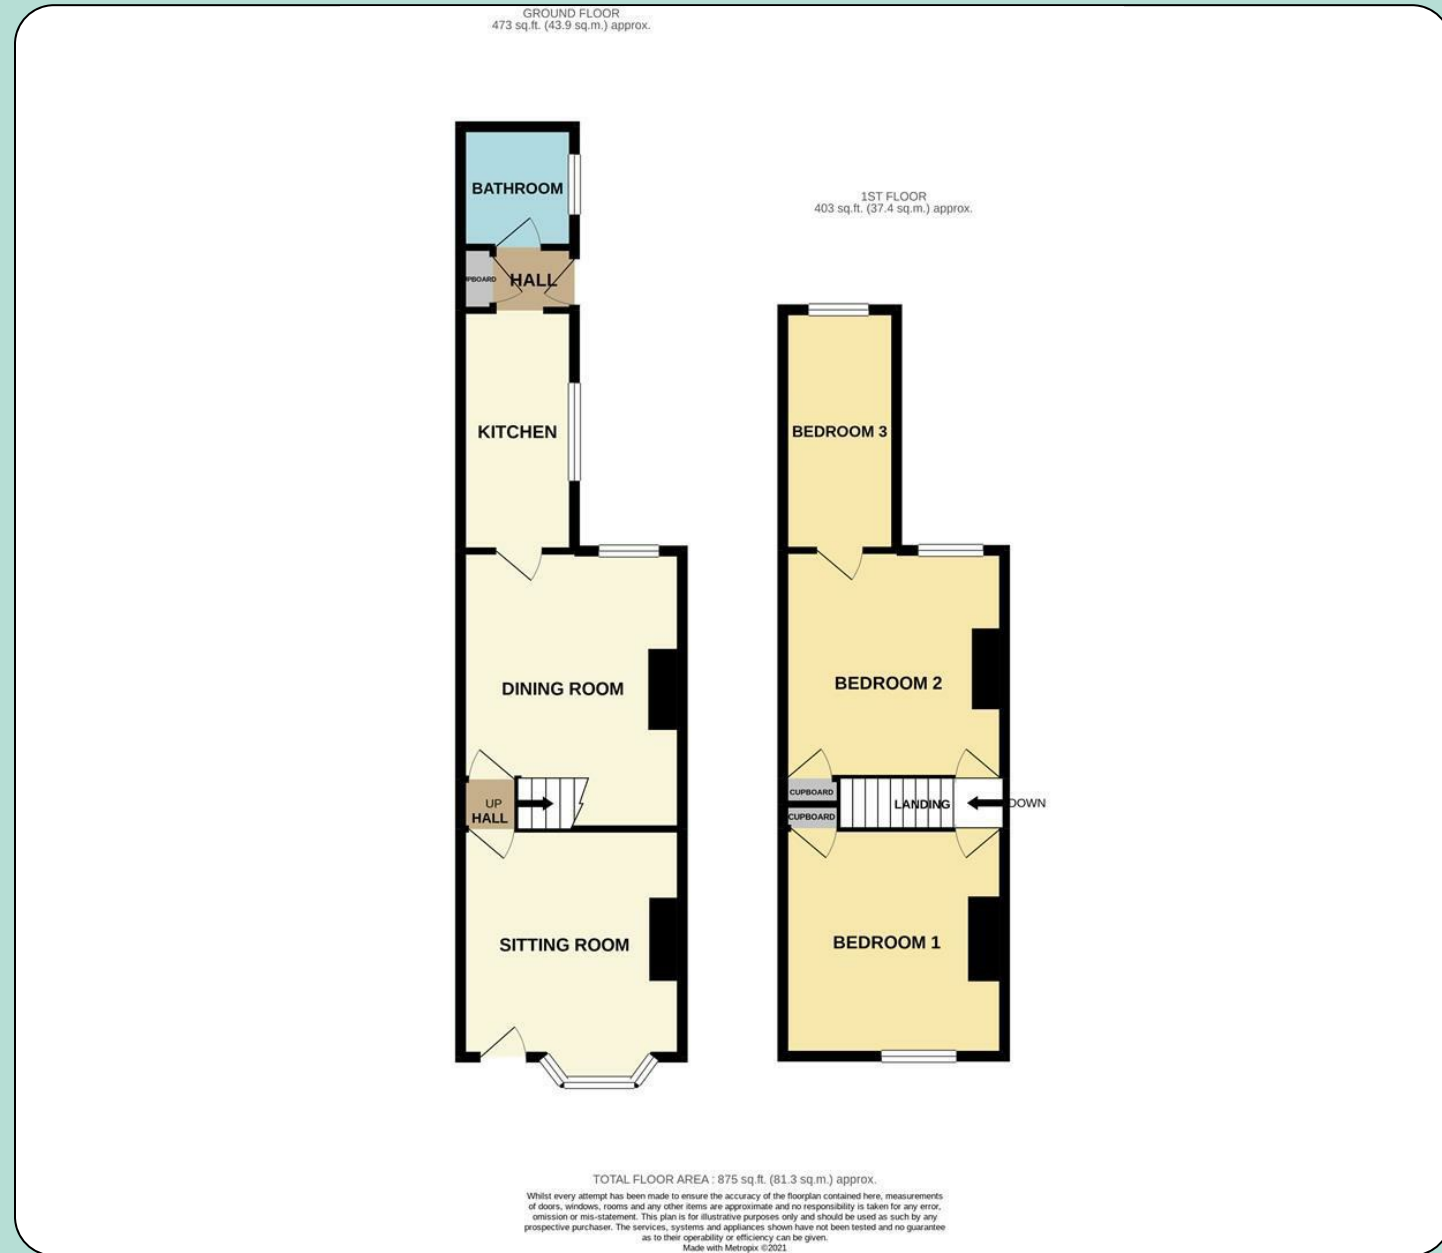 GROUND FLOOR
473 sq.ft. (43.9 sq.m.) approx.
BATHROOM
HALL
KITCHEN
DINING ROOM
UP
HALL
SITTING ROOM
1ST FLOOR
403 sq.ft. (37.4 sq.m.) approx.
BEDROOM 3
BEDROOM 2
CUPBOARD
LANDING
DOWN
CUPBOARD
BEDROOM 1
TOTAL FLOOR AREA : 875 sq.ft. (81.3 sq.m.) approx.
Whilst every attempt has been made to ensure the accuracy of the floorplan contained here, measurements
of doors, windows, rooms and any other items are approximate and no responsibility is taken for any error,
omission or mis-statement. This plan is for illustrative purposes only and should be used as such by any
prospective purchaser. The services, systems and appliances shown have not been tested and no guarantee
as to their operability or efficiency can be given.
Made with Metropix ©2021